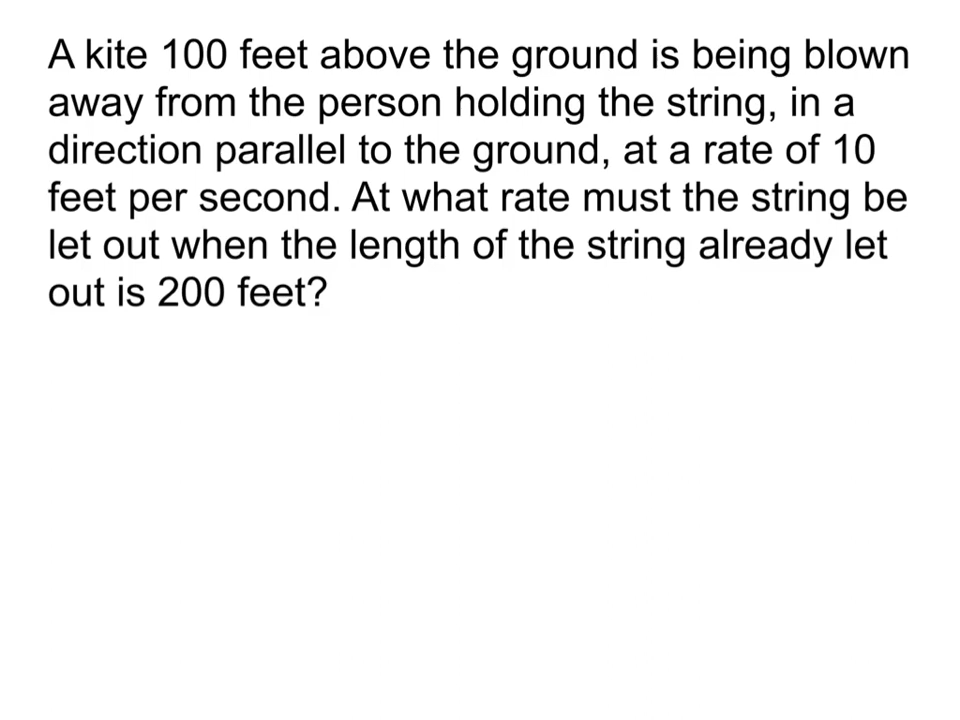 A kite 100 feet above the ground is being blown
away from the person holding the string, in a
direction parallel to the ground, at a rate of 10
feet per second. At what rate must the string be
let out when the length of the string already let
out is 200 feet?